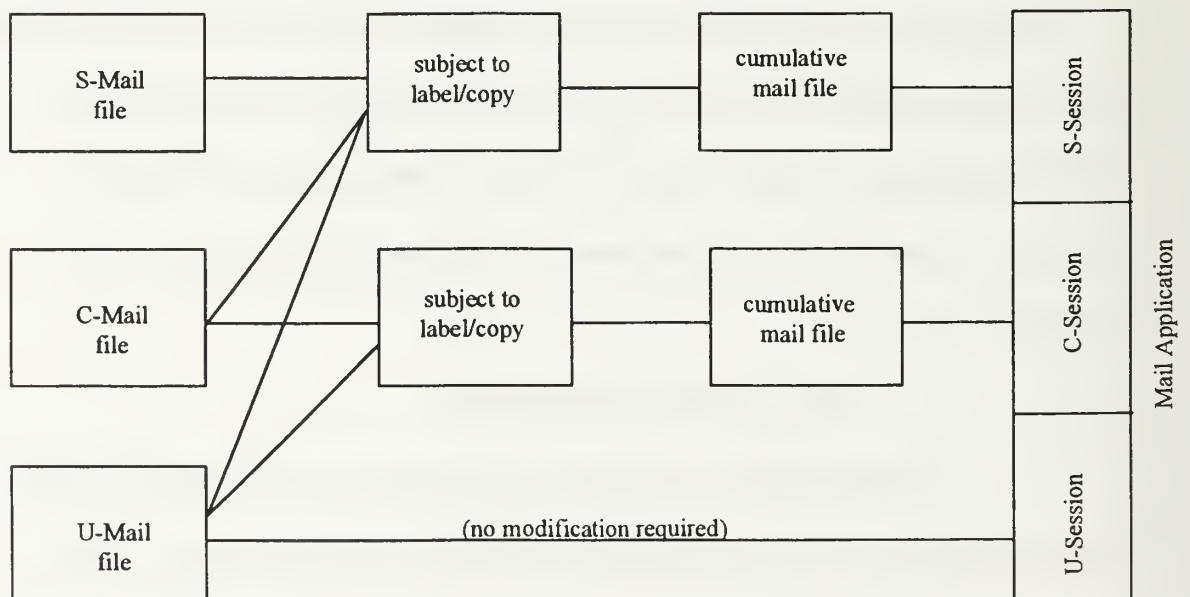 S-Mail
file
subject to
label/copy
cumulative
mail file
S-Session
C-Mail
file
subject to
label/copy
cumulative
mail file
C-Session
U-Mail
file
(no modification required)
U-Session
Mail Application